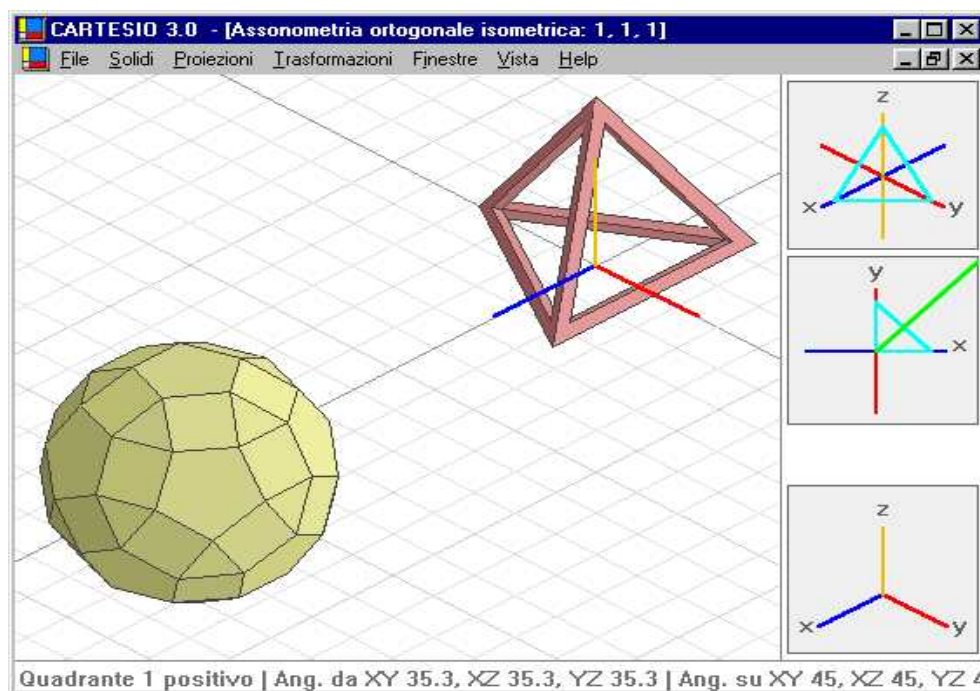 CARTESIO 3.0 - [Assonometria ortogonale isometrica: 1, 1, 1]
File Solidi Proiezioni Trasformazioni Finestre Vista Help
z
x y
y
x
z
x y
Quadrante 1 positivo | Ang. da XY 35.3, XZ 35.3, YZ 35.3 | Ang. su XY 45, XZ 45, YZ